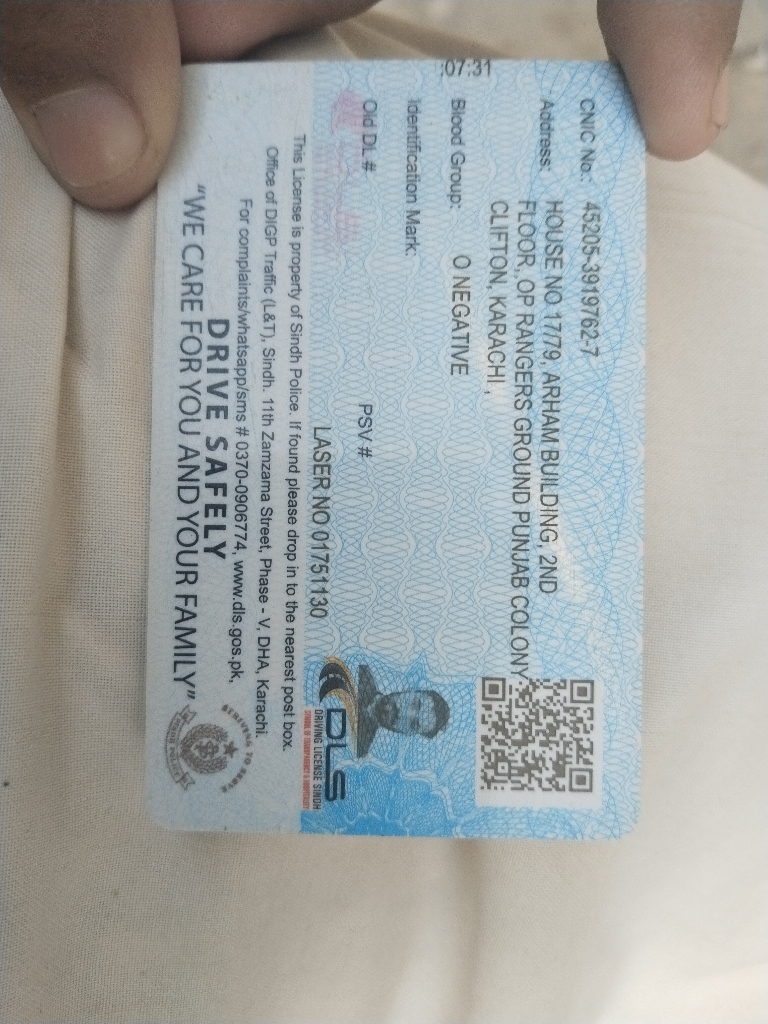 :07:31
CNIC No.: 45205-3919762-7
Address: HOUSE NO 17/79, ARHAM BUILDING, 2ND
FLOOR, OP RANGERS GROUND PUNJAB COLONY
CLIFTON, KARACHI,
Blood Group: O NEGATIVE
Identification Mark:
Old DL # PSV #
LASER NO 01751130
This License is property of Sindh Police. If found please drop in to the nearest post box.
Office of DIGP Traffic (L&T), Sindh. 11th Zamzama Street, Phase - V, DHA, Karachi.
For complaints/whatsapp/sms # 0370-0906774, www.dls.gos.pk,
DRIVE SAFELY
"WE CARE FOR YOU AND YOUR FAMILY"
DLS
DRIVING LICENSE SINDH
STRIVING TO SERVE